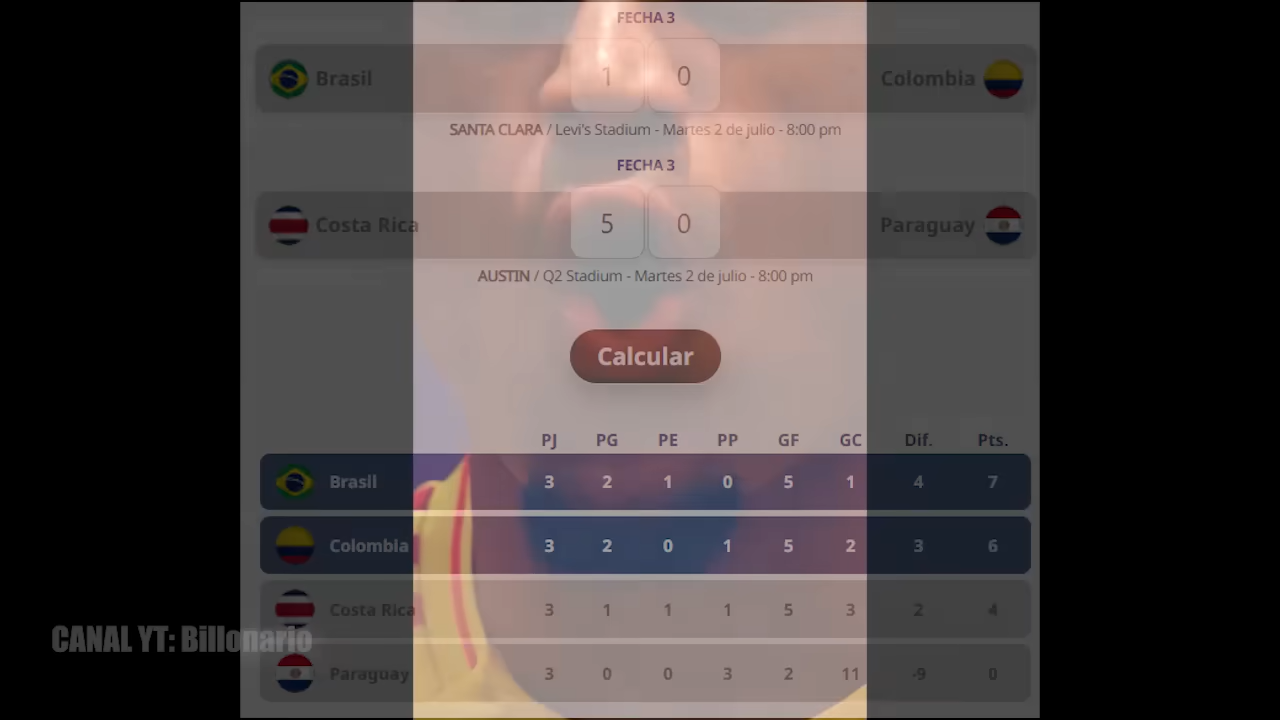 FECHA 3
Brasil 1 0 Colombia
SANTA CLARA / Levi's Stadium - Martes 2 de julio - 8:00 pm
FECHA 3
Costa Rica 5 0 Paraguay
AUSTIN / Q2 Stadium - Martes 2 de julio - 8:00 pm
Calcular
PJ PG PE PP GF GC Dif. Pts.
Brasil 3 2 1 0 5 1 4 7
Colombia 3 2 0 1 5 2 3 6
Costa Rica 3 1 1 1 5 3 2 4
Paraguay 3 0 0 3 2 11 -9 0
CANAL YT: Billonario